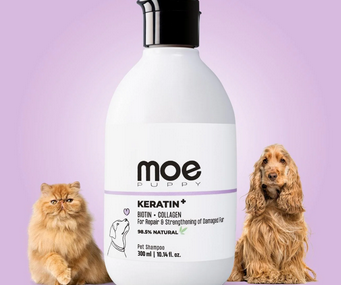 moe
PUPPY
KERATIN+
BIOTIN + COLLAGEN
For Repair & Strengthening of Damaged Fur
98.5% NATURAL
Pet Shampoo
300 ml | 10,14 fl. oz.